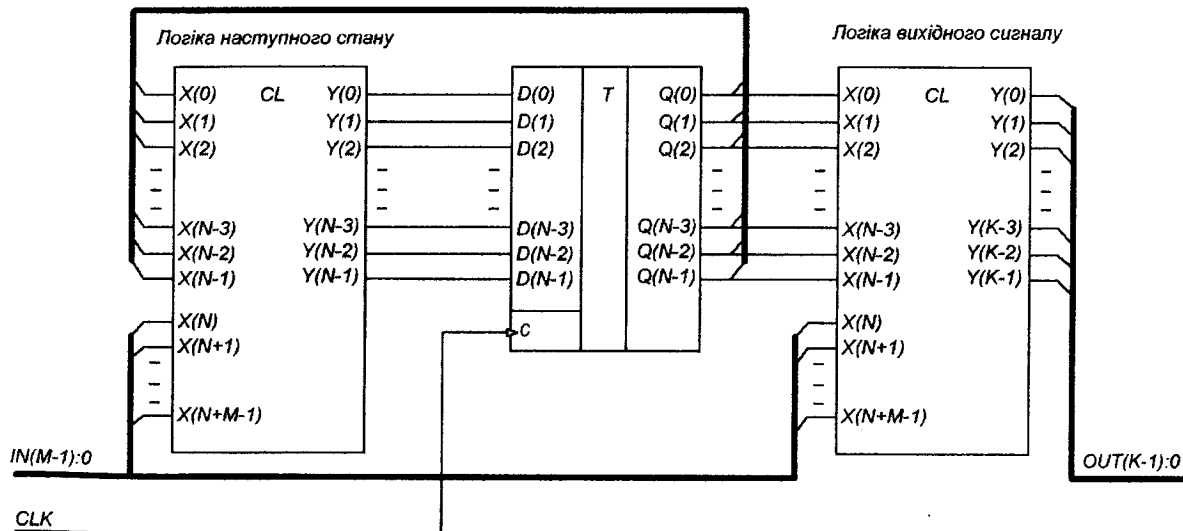 Логіка наступного стану
Логіка вихідного сигналу
X(0) CL Y(0) D(0) T Q(0) X(0) CL Y(0)
X(1) Y(1) D(1) Q(1) X(1) Y(1)
X(2) Y(2) D(2) Q(2) X(2) Y(2)
X(N-3) Y(N-3) D(N-3) Q(N-3) X(N-3) Y(K-3)
X(N-2) Y(N-2) D(N-2) Q(N-2) X(N-2) Y(K-2)
X(N-1) Y(N-1) D(N-1) Q(N-1) X(N-1) Y(K-1)
X(N) C X(N)
X(N+1) X(N+1)
X(N+M-1) X(N+M-1)
IN(M-1):0 OUT(K-1):0
CLK